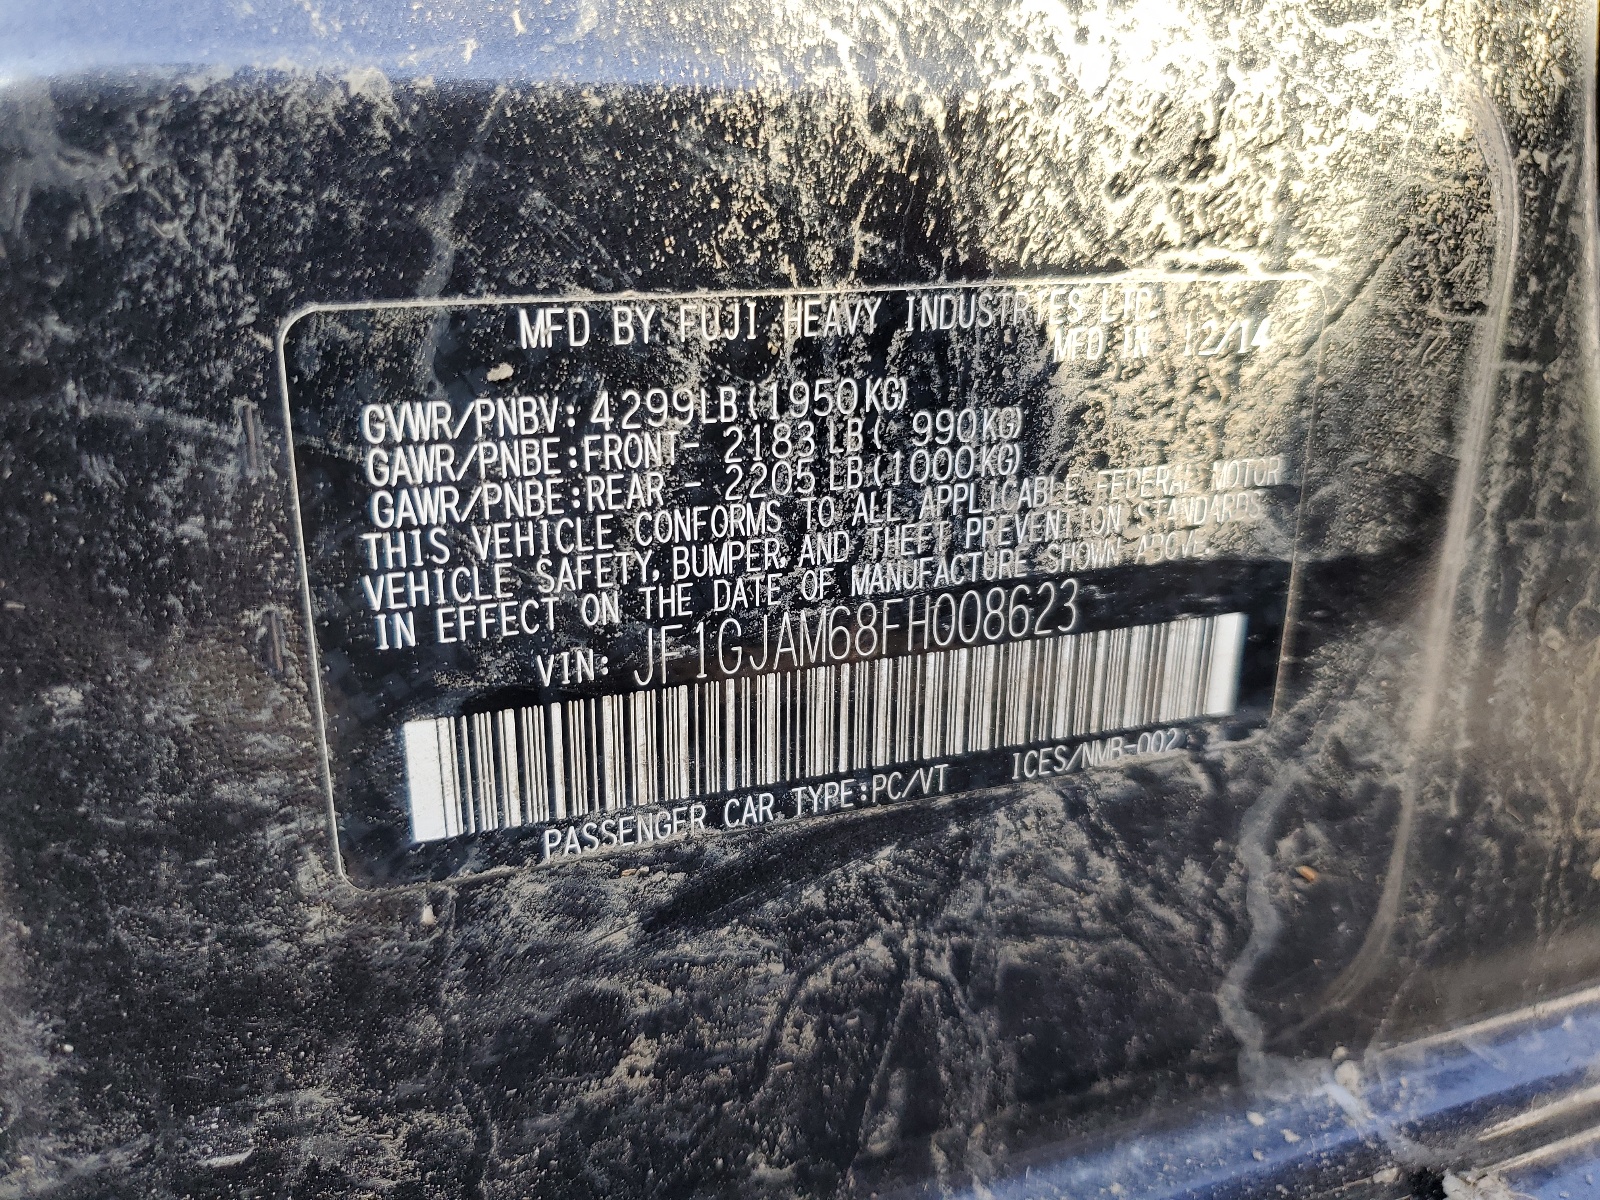 MFD BY FUJI HEAVY INDUSTRIES LTD.
MFD IN 12/14
GVWR/PNBV: 4299LB(1950KG)
GAWR/PNBE:FRONT- 2183LB( 990KG)
GAWR/PNBE:REAR - 2205LB(1000KG)
THIS VEHICLE CONFORMS TO ALL APPLICABLE FEDERAL MOTOR
VEHICLE SAFETY, BUMPER, AND THEFT PREVENTION STANDARDS
IN EFFECT ON THE DATE OF MANUFACTURE SHOWN ABOVE.
VIN: JF1GJAM68FH008623
PASSENGER CAR TYPE:PC/VT ICES/NMB-002